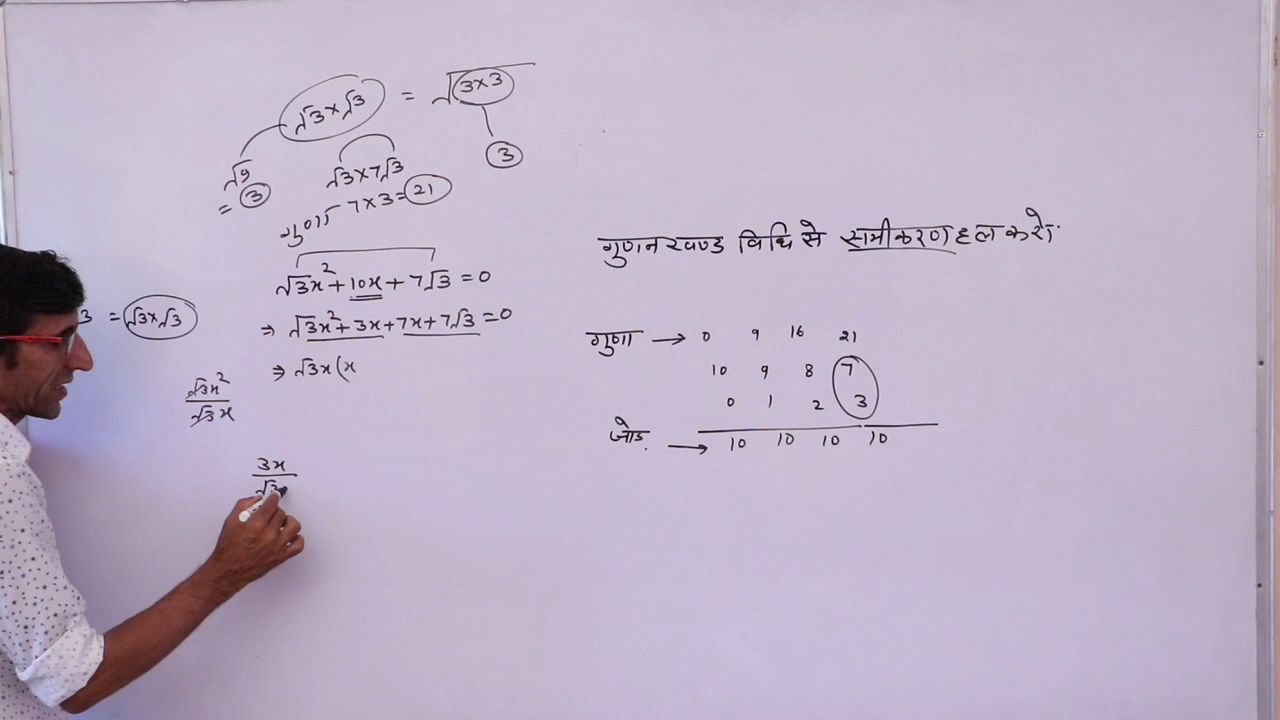 √3×√3 = √3×3
√9
3
√3×7√3
= 3
7×3=21
गुणा
गुणनखण्ड विधि से समीकरण हल करो.
√3x²+10x+7√3=0
3 = √3×√3
⇒ √3x²+3x+7x+7√3=0
गुणा → 0 9 16 21
⇒ √3x(x
10 9 8 7
√3x²
√3x
0 1 2 3
जोड़. → 10 10 10 10
3x
√3